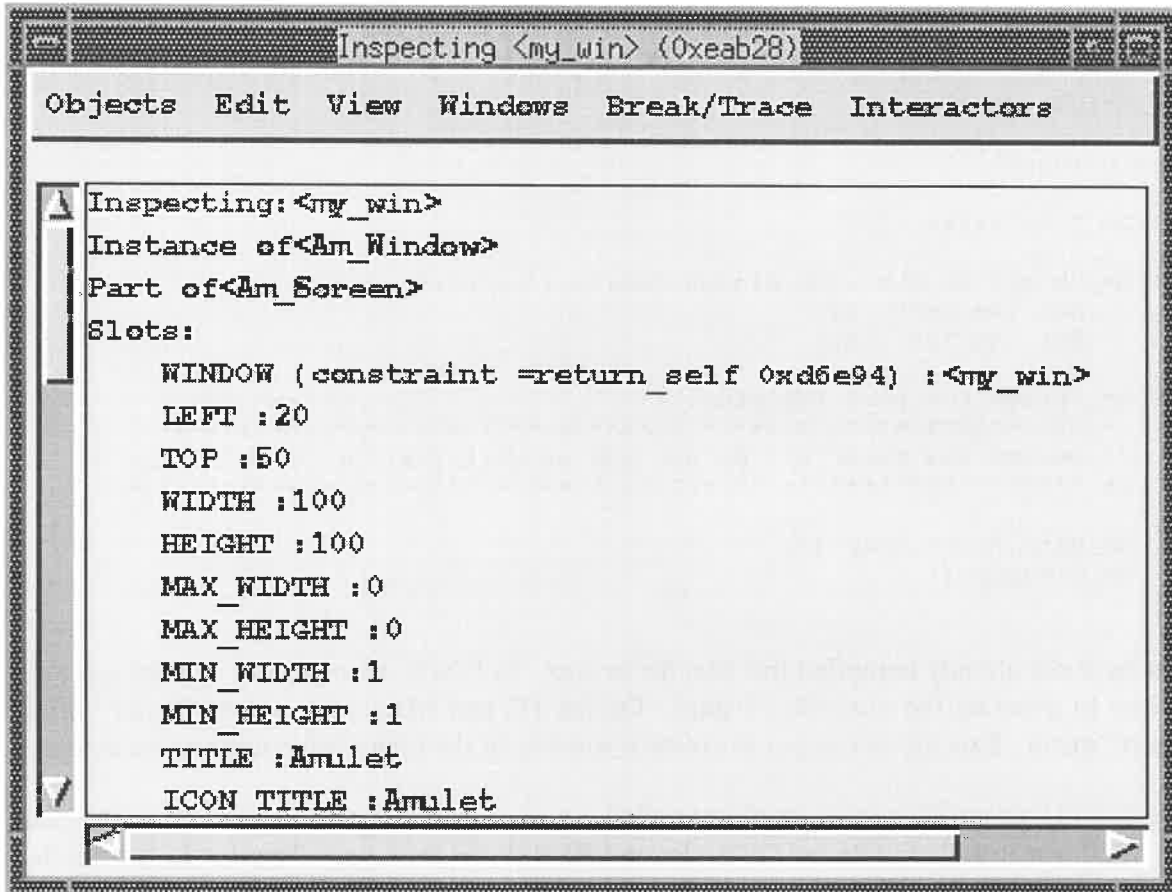 Inspecting <my_win> (0xeab28)
Objects Edit View Windows Break/Trace Interactors
Inspecting:<my_win>
Instance of<Am_Window>
Part of<Am_Screen>
Slots:
WINDOW (constraint =return_self 0xd6e94) :<my_win>
LEFT :20
TOP :50
WIDTH :100
HEIGHT :100
MAX_WIDTH :0
MAX_HEIGHT :0
MIN_WIDTH :1
MIN_HEIGHT :1
TITLE :Amulet
ICON_TITLE :Amulet